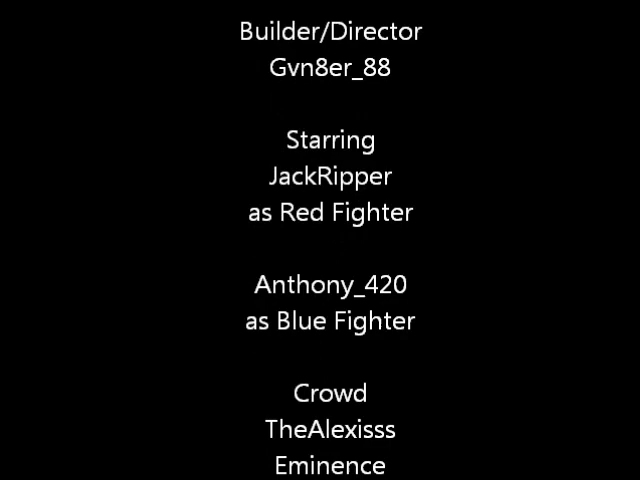 Builder/Director
Gvn8er_88
Starring
JackRipper
as Red Fighter
Anthony_420
as Blue Fighter
Crowd
TheAlexisss
Eminence